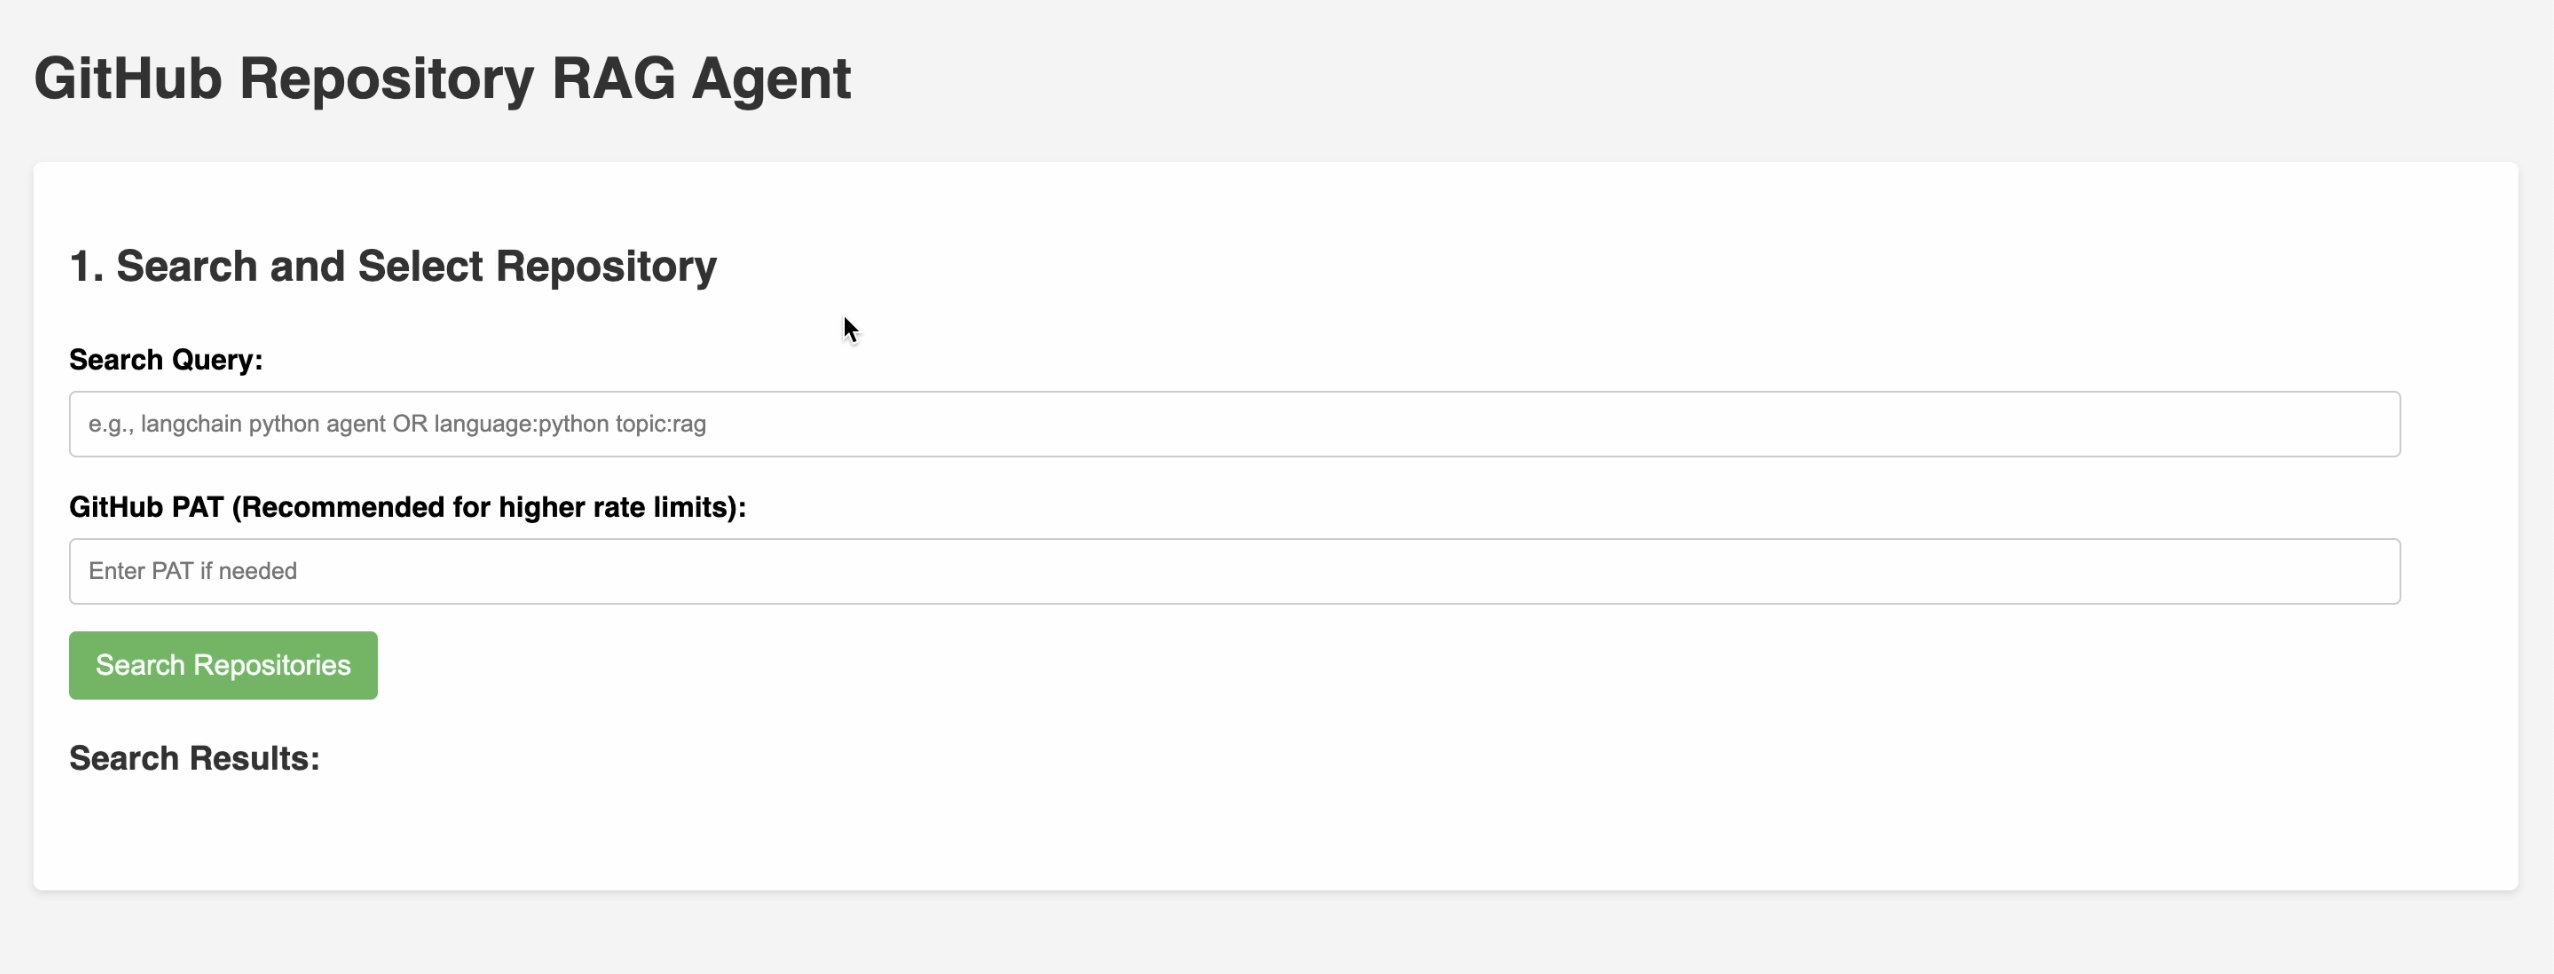 GitHub Repository RAG Agent
1. Search and Select Repository
Search Query:
e.g., langchain python agent OR language:python topic:rag
GitHub PAT (Recommended for higher rate limits):
Enter PAT if needed
Search Repositories
Search Results: